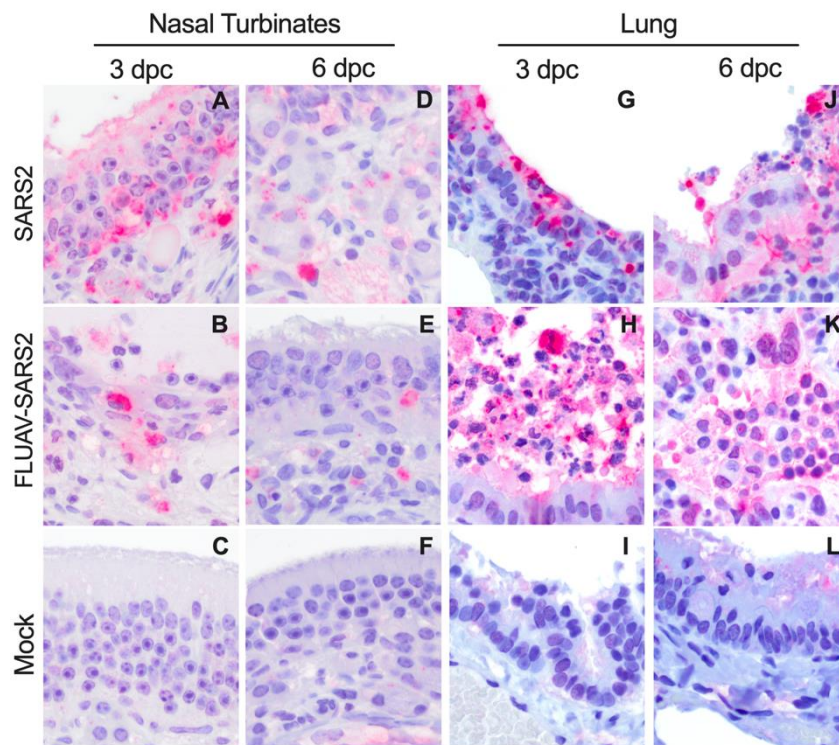 Nasal Turbinates Lung
3 dpc 6 dpc 3 dpc 6 dpc
SARS2 A D G J
FLUAV-SARS2 B E H K
Mock C F I L